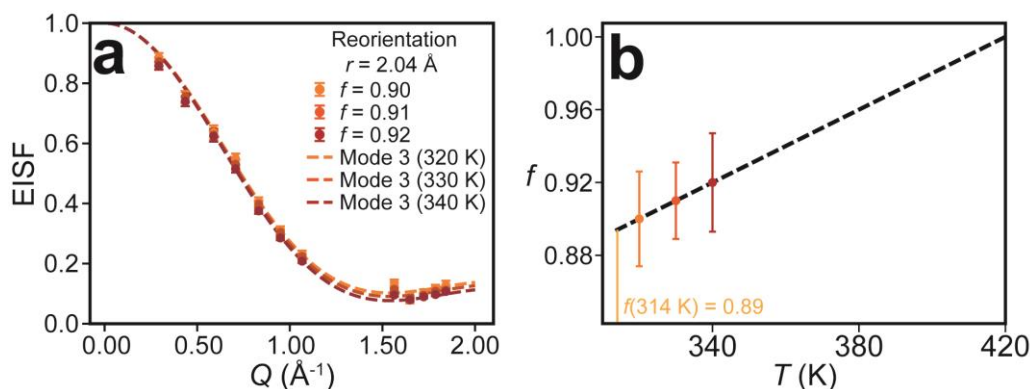 a
Reorientation
r = 2.04 Å
f = 0.90
f = 0.91
f = 0.92
Mode 3 (320 K)
Mode 3 (330 K)
Mode 3 (340 K)
EISF
1.0
0.8
0.6
0.4
0.2
0.0
0.00 0.50 1.00 1.50 2.00
Q (Å⁻¹)
b
f
1.00
0.96
0.92
0.88
f(314 K) = 0.89
340 380 420
T (K)